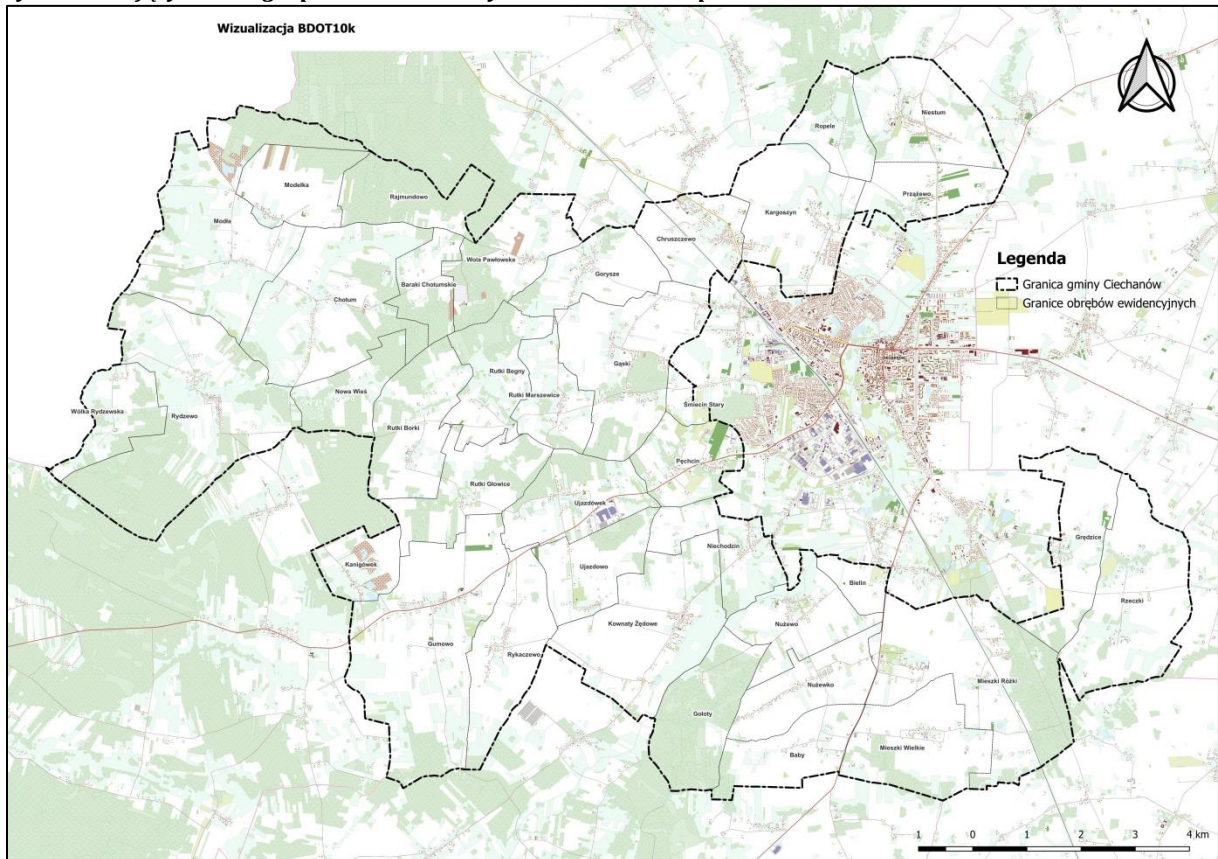 Wizualizacja BDOT10k
Niestum
Ropele
Modełka
Rajmundowo
Przążewo
Kargoszyn
Modła
Chruszczewo
Wola Pawłowska
Gorysze
Legenda
Granica gminy Ciechanów
Granice obrębów ewidencyjnych
Baraki Chotumskie
Chotum
Gąski
Rutki Begny
Nowa Wieś
Rutki Marszewice
Wólka Rydzewska
Rydzewo
Śmiecin Stary
Rutki Borki
Pęchcin
Rutki Głowice
Ujazdówek
Niechodzin
Grędzice
Kanigówek
Ujazdowo
Bielin
Rzeczki
Kownaty Żędowe
Nużewo
Gumowo
Rykaczewo
Mieszki Różki
Nużewko
Gołoty
Mieszki Wielkie
Baby
1 0 1 2 3 4 km